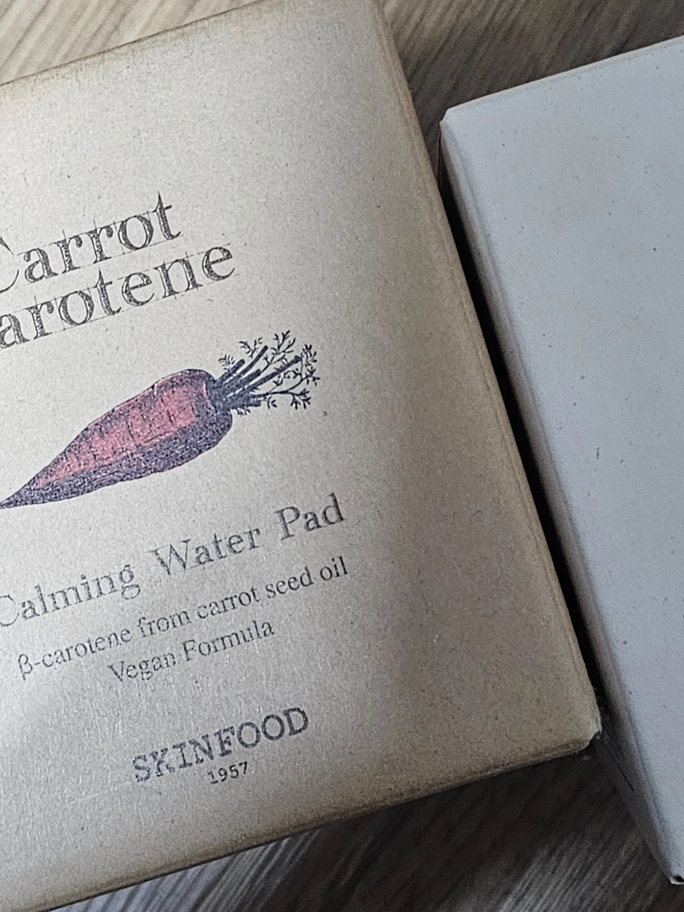 Carrot
arotene
Calming Water Pad
β-carotene from carrot seed oil
Vegan Formula
SKINFOOD
1957